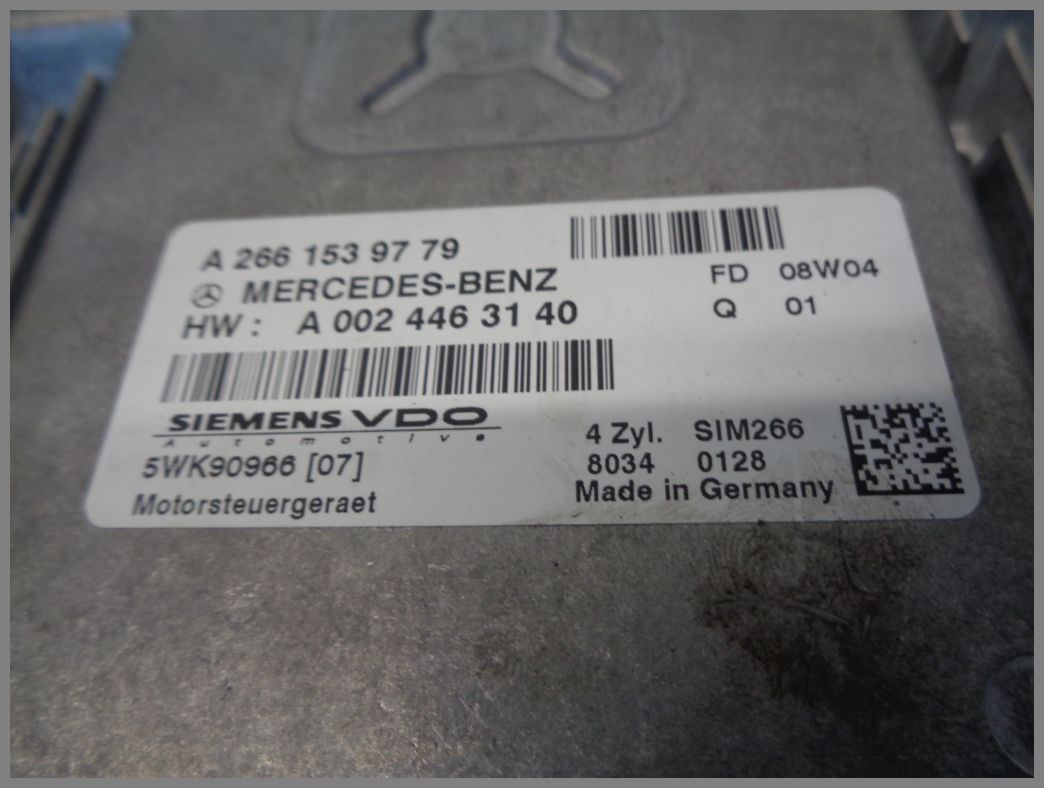 A 266 153 97 79
MERCEDES-BENZ
HW : A 002 446 31 40
FD 08W04
Q 01
SIEMENS VDO
Automotive
5WK90966 [07]
Motorsteuergeraet
4 Zyl. SIM266
8034 0128
Made in Germany